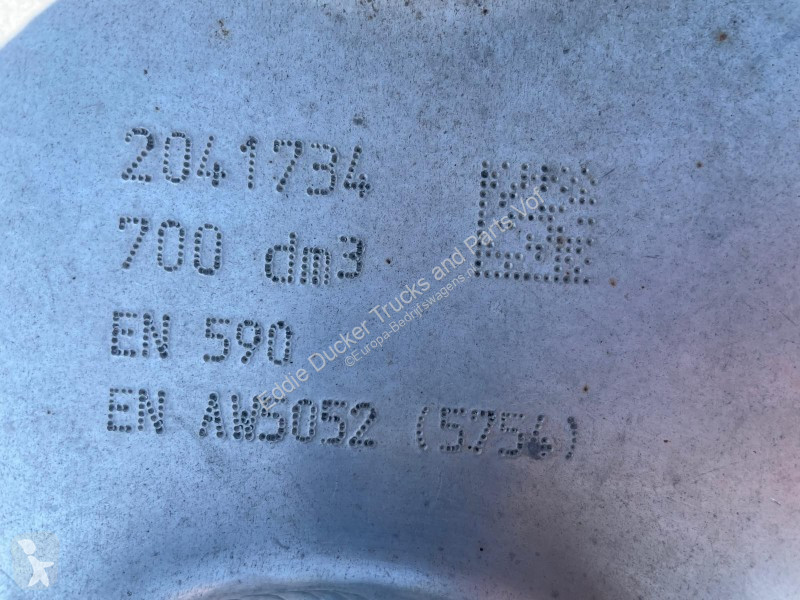 2041734
700 dm3
EN 590
EN AW5052 (5754)
Eddie Ducker Trucks and Parts Vof
©Europa-Bedrijfswagens.nl